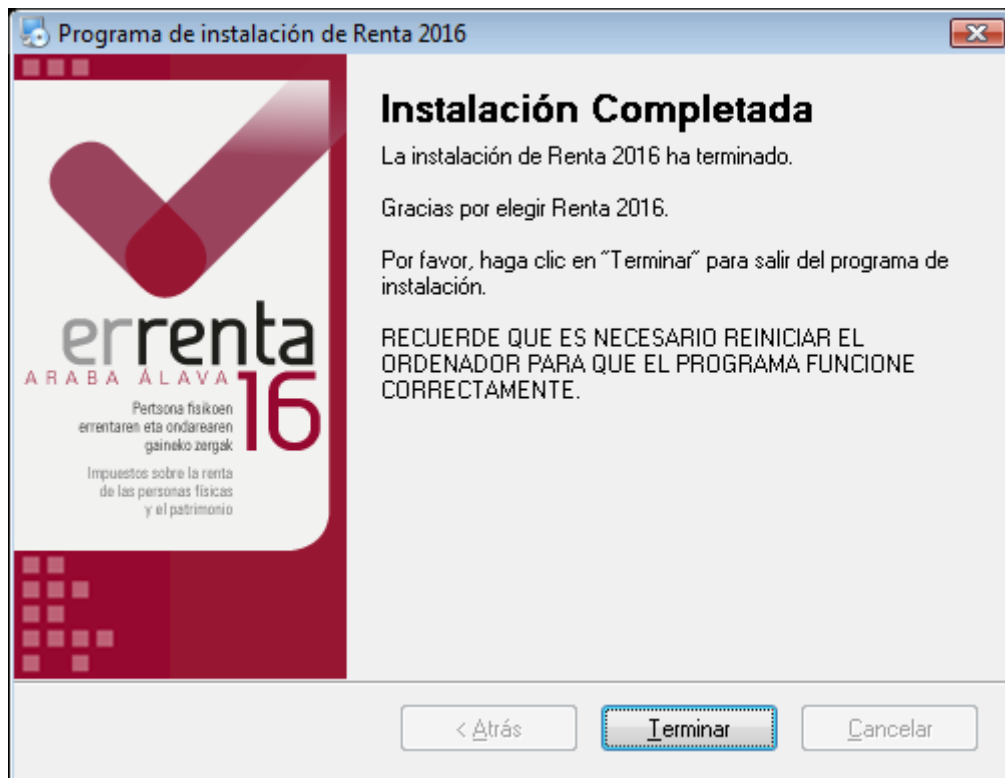 Programa de instalación de Renta 2016
errenta
ARABA ÁLAVA
16
Pertsona fisikoen
errentaren eta ondarearen
gaineko zergak
Impuestos sobre la renta
de las personas físicas
y el patrimonio
Instalación Completada
La instalación de Renta 2016 ha terminado.
Gracias por elegir Renta 2016.
Por favor, haga clic en "Terminar" para salir del programa de
instalación.
RECUERDE QUE ES NECESARIO REINICIAR EL
ORDENADOR PARA QUE EL PROGRAMA FUNCIONE
CORRECTAMENTE.
< Atrás
Terminar
Cancelar